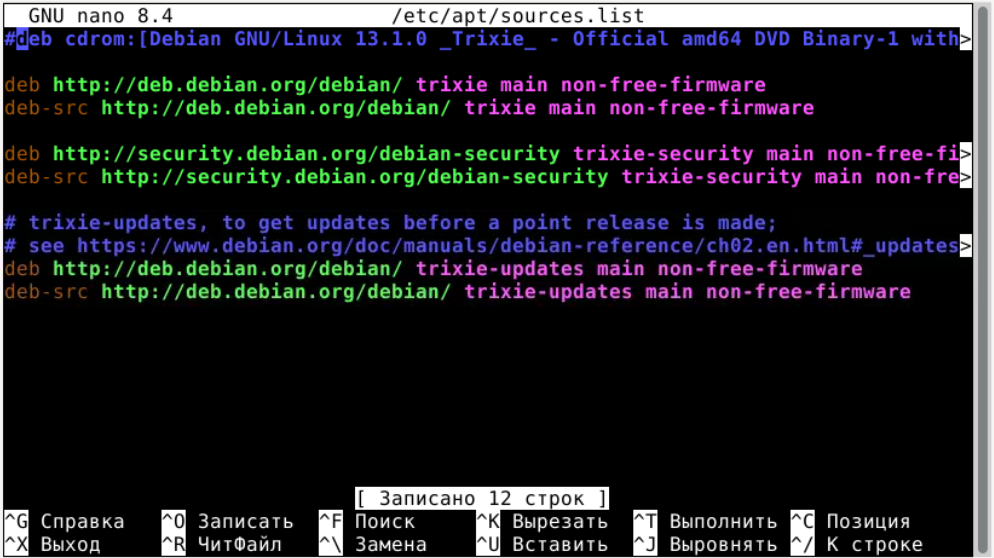 GNU nano 8.4 /etc/apt/sources.list
#deb cdrom:[Debian GNU/Linux 13.1.0 _Trixie_ - Official amd64 DVD Binary-1 with>
deb http://deb.debian.org/debian/ trixie main non-free-firmware
deb-src http://deb.debian.org/debian/ trixie main non-free-firmware
deb http://security.debian.org/debian-security trixie-security main non-free-fi>
deb-src http://security.debian.org/debian-security trixie-security main non-fre>
# trixie-updates, to get updates before a point release is made;
# see https://www.debian.org/doc/manuals/debian-reference/ch02.en.html#_updates>
deb http://deb.debian.org/debian/ trixie-updates main non-free-firmware
deb-src http://deb.debian.org/debian/ trixie-updates main non-free-firmware
[ Записано 12 строк ]
^G Справка ^O Записать ^F Поиск ^K Вырезать ^T Выполнить ^C Позиция
^X Выход ^R ЧитФайл ^\ Замена ^U Вставить ^J Выровнять ^/ К строке